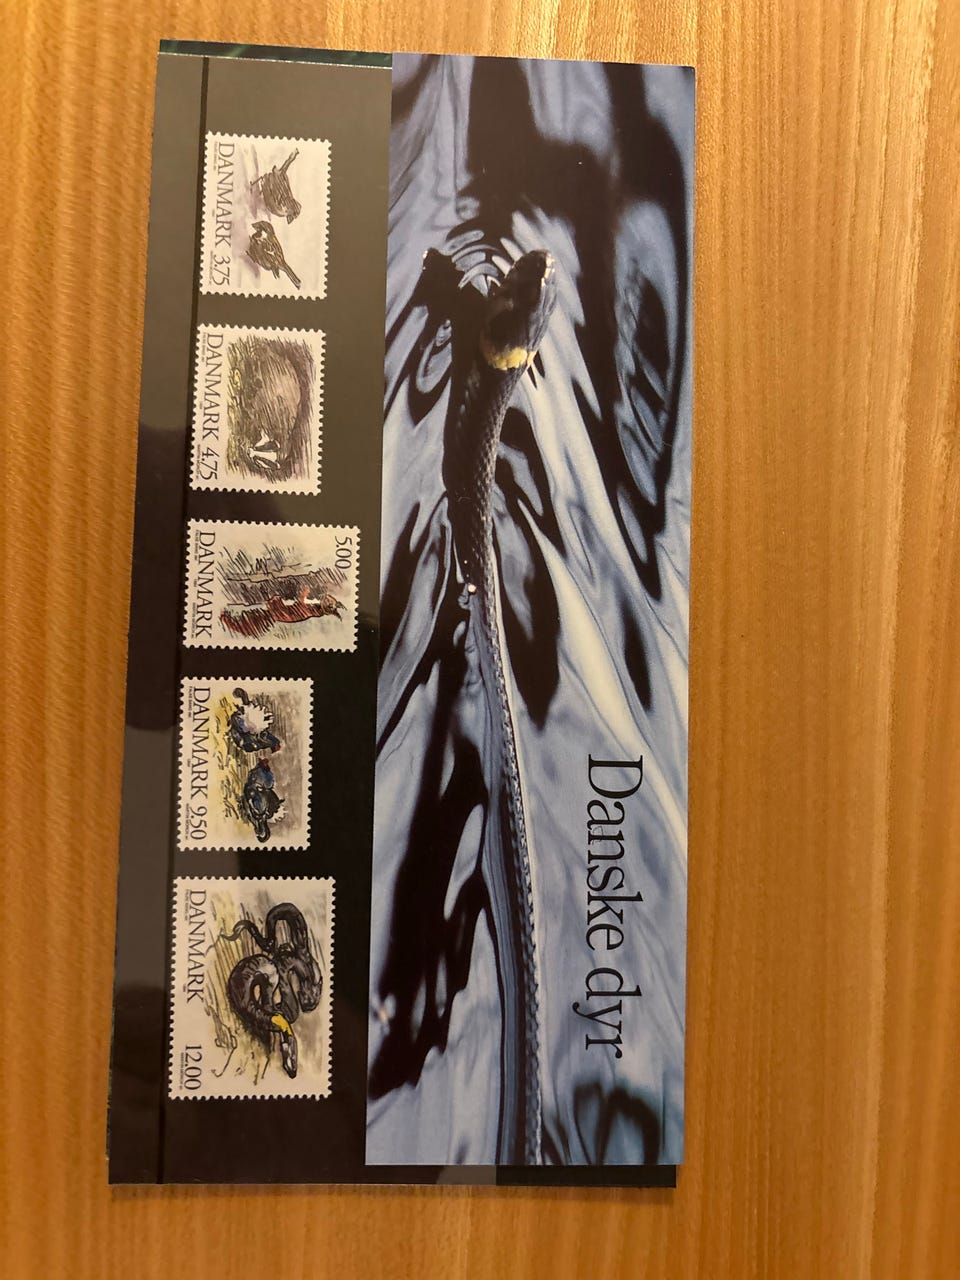 DANMARK 3.75
DANMARK 4.75
5.00
DANMARK
DANMARK 9.50
DANMARK 12.00
Danske dyr